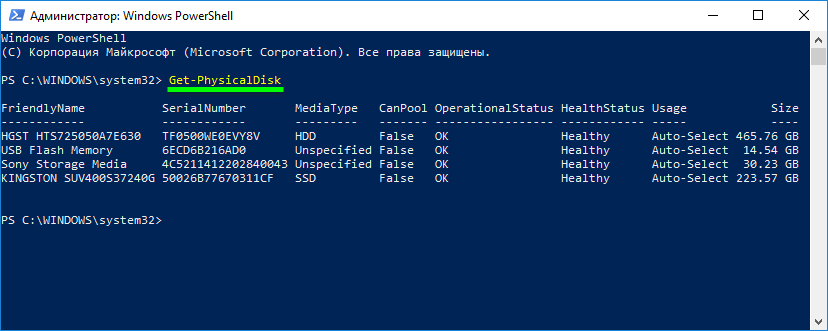 Администратор: Windows PowerShell
Windows PowerShell
(C) Корпорация Майкрософт (Microsoft Corporation). Все права защищены.
PS C:\WINDOWS\system32> Get-PhysicalDisk
FriendlyName SerialNumber MediaType CanPool OperationalStatus HealthStatus Usage Size
------------ ------------ --------- ------- ----------------- ------------ ----- ----
HGST HTS725050A7E630 TF0500WE0EVY8V HDD False OK Healthy Auto-Select 465.76 GB
USB Flash Memory 6ECD6B216AD0 Unspecified False OK Healthy Auto-Select 14.54 GB
Sony Storage Media 4C5211412202840043 Unspecified False OK Healthy Auto-Select 30.23 GB
KINGSTON SUV400S37240G 50026B77670311CF SSD False OK Healthy Auto-Select 223.57 GB
PS C:\WINDOWS\system32>